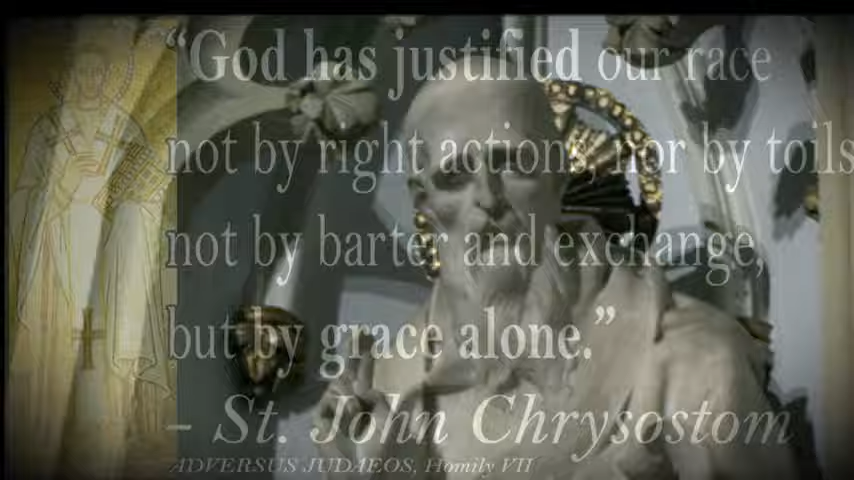 “God has justified our race
not by right actions, nor by toils
not by barter and exchange,
but by grace alone.”
– St. John Chrysostom
ADVERSUS JUDAEOS, Homily VII